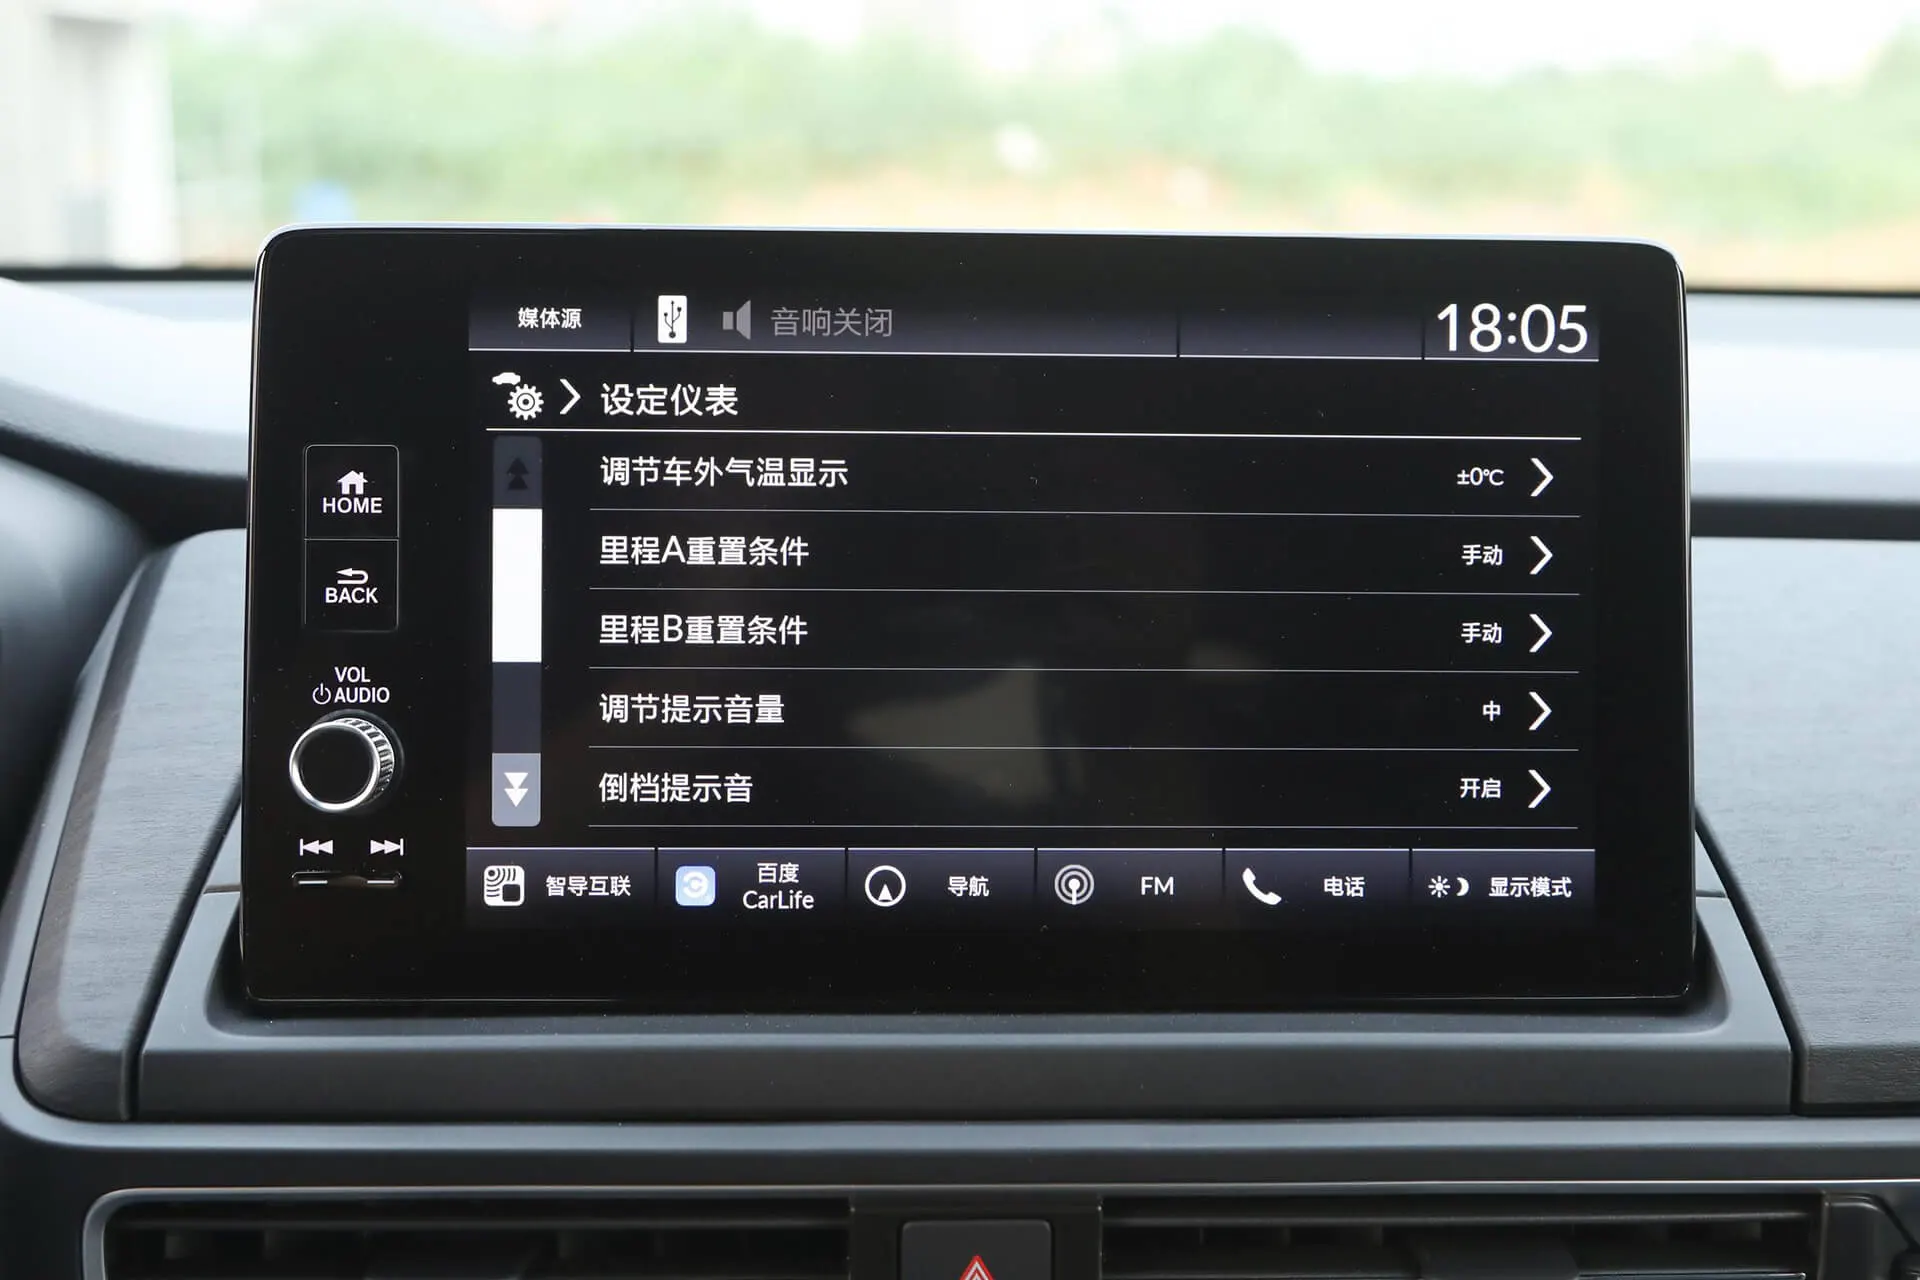 媒体源
音响关闭
18:05
设定仪表
调节车外气温显示
±0℃
里程A重置条件
手动
里程B重置条件
手动
调节提示音量
中
倒档提示音
开启
HOME
BACK
VOL
AUDIO
智导互联
百度
CarLife
导航
FM
电话
显示模式